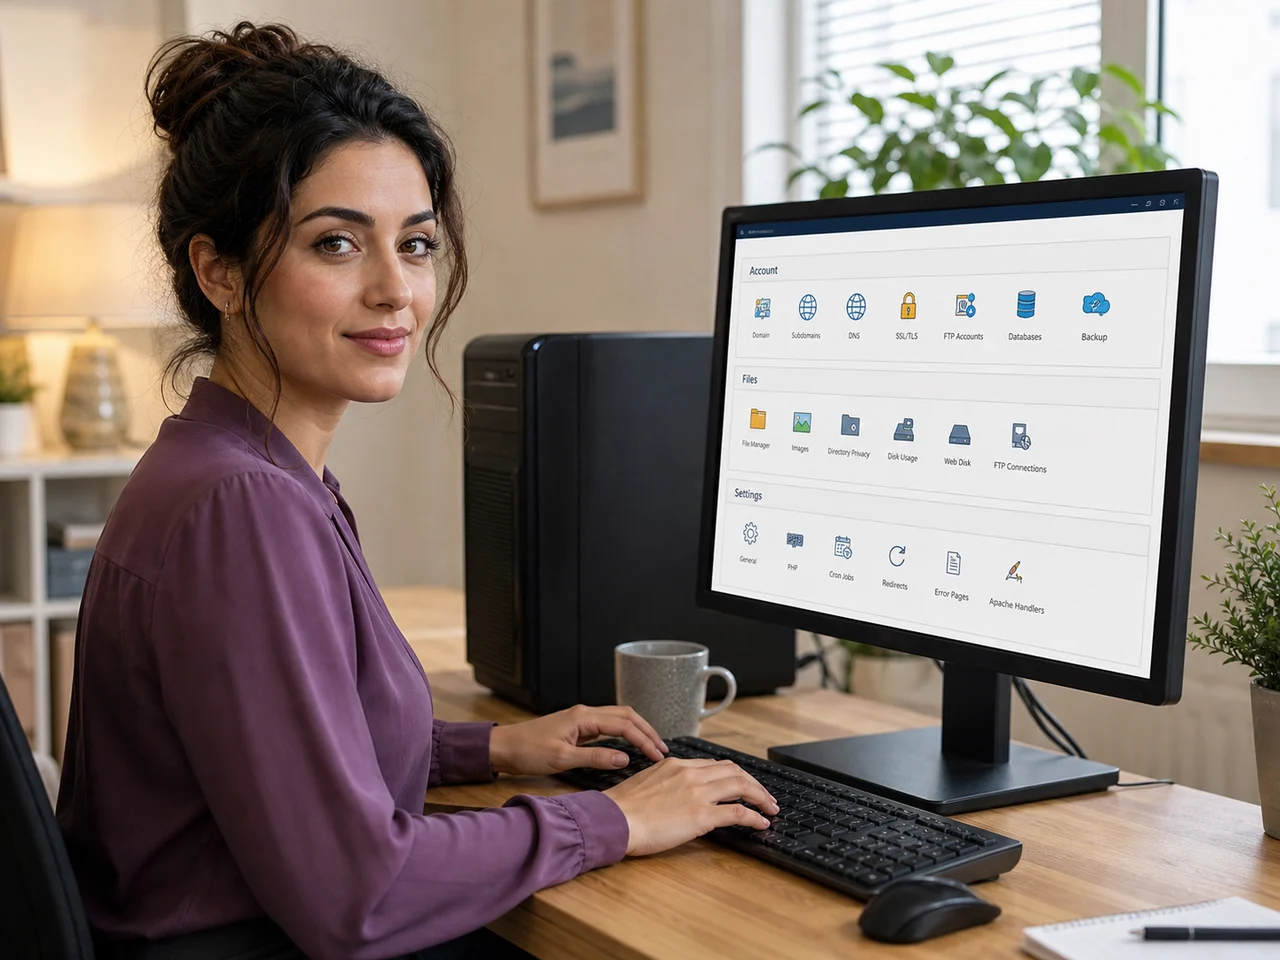 Account
Domain
Subdomains
DNS
SSL/TLS
FTP Accounts
Databases
Backup
Files
File Manager
Images
Directory Privacy
Disk Usage
Web Disk
FTP Connections
Settings
General
PHP
Cron Jobs
Redirects
Error Pages
Apache Handlers